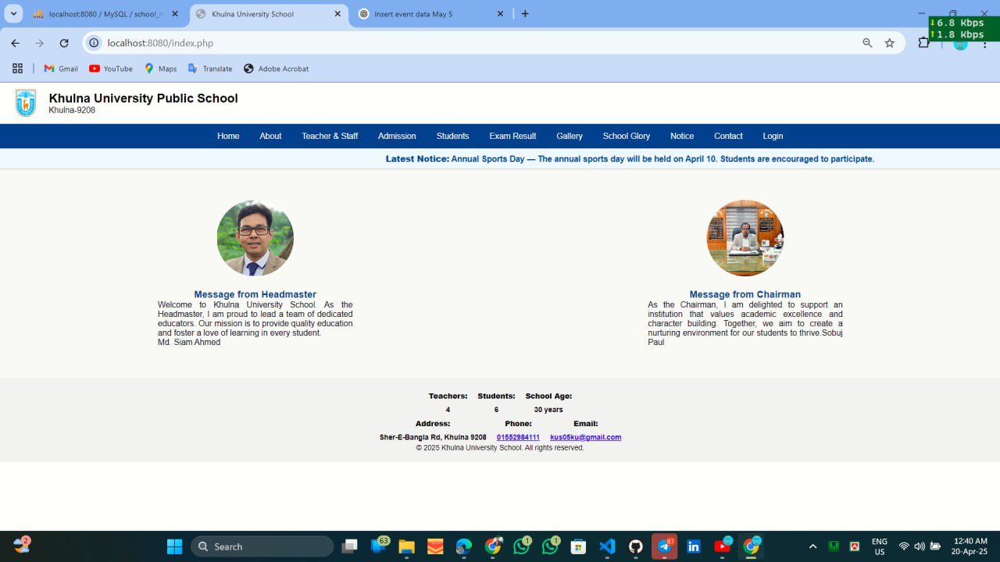 localhost:8080 / MySQL / school_m
Khulna University School
Insert event data May 5
6.8 Kbps
1.8 Kbps
localhost:8080/index.php
Gmail YouTube Maps Translate Adobe Acrobat
Khulna University Public School
Khulna-9208
Home About Teacher & Staff Admission Students Exam Result Gallery School Glory Notice Contact Login
Latest Notice: Annual Sports Day — The annual sports day will be held on April 10. Students are encouraged to participate.
Message from Headmaster
Welcome to Khulna University School. As the
Headmaster, I am proud to lead a team of dedicated
educators. Our mission is to provide quality education
and foster a love of learning in every student.
Md. Siam Ahmed
Message from Chairman
As the Chairman, I am delighted to support an
institution that values academic excellence and
character building. Together, we aim to create a
nurturing environment for our students to thrive.Sobuj
Paul
Teachers: Students: School Age:
4 6 30 years
Address: Phone: Email:
Sher-E-Bangla Rd, Khulna 9208 01552984111 kus05ku@gmail.com
© 2025 Khulna University School. All rights reserved.
2
Search
63
1
1
87
ENG
US
12:40 AM
20-Apr-25